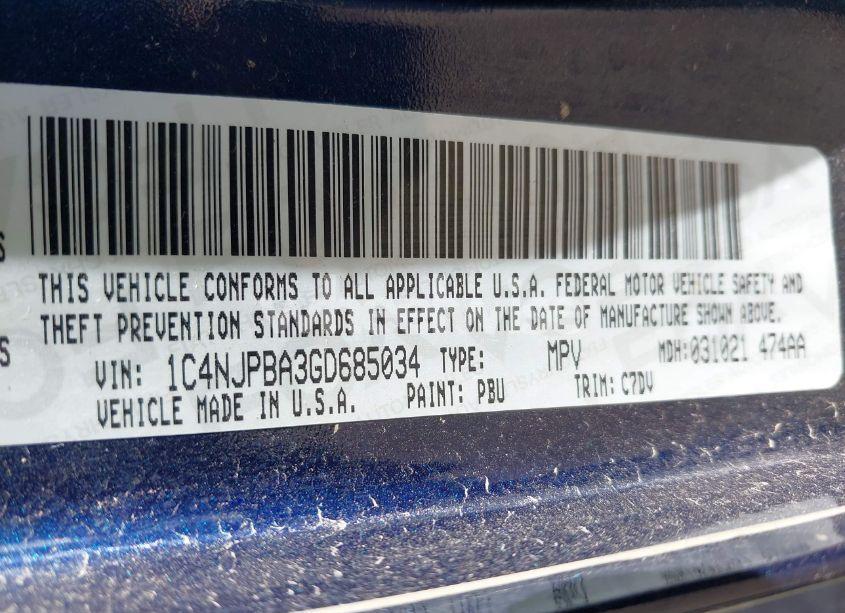 THIS VEHICLE CONFORMS TO ALL APPLICABLE U.S.A. FEDERAL MOTOR VEHICLE SAFETY AND
THEFT PREVENTION STANDARDS IN EFFECT ON THE DATE OF MANUFACTURE SHOWN ABOVE.
VIN: 1C4NJPBA3GD685034 TYPE: MPV MDH:031021 474AA
VEHICLE MADE IN U.S.A. PAINT: PBU TRIM: C7DV